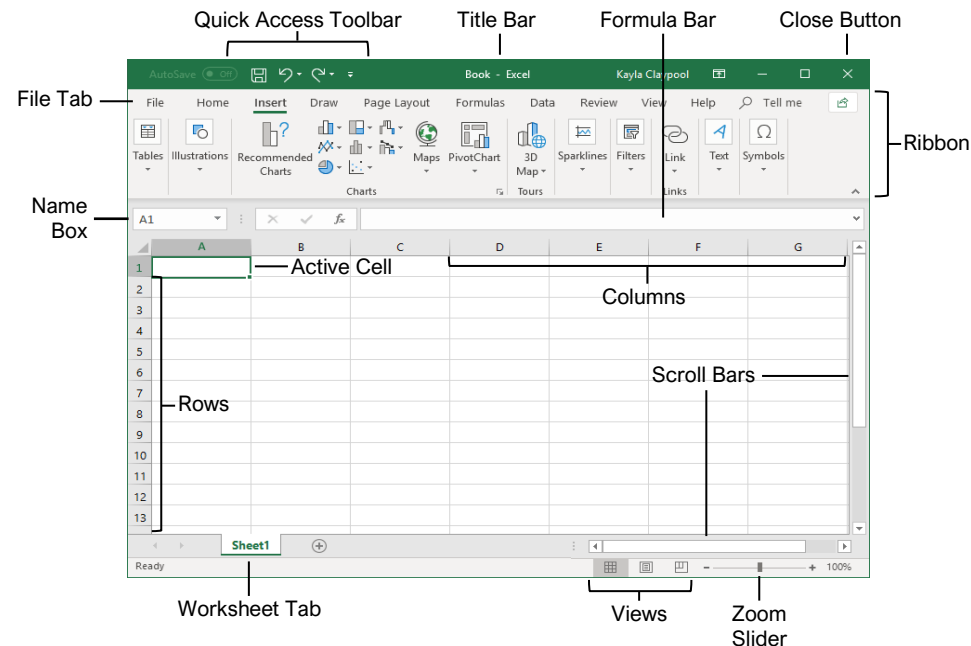 Quick Access Toolbar Title Bar Formula Bar Close Button
AutoSave Off Book - Excel Kayla Claypool
File Tab
File Home Insert Draw Page Layout Formulas Data Review View Help Tell me
Ribbon
Tables Illustrations Recommended Charts Maps PivotChart 3D Map Sparklines Filters Link Text Symbols
Charts Tours Links
Name Box
A1 fx
A B C D E F G
1 Active Cell
2 Columns
3
4
5
6 Scroll Bars
7
Rows
8
9
10
11
12
13
Sheet1
Ready 100%
Worksheet Tab Views Zoom Slider